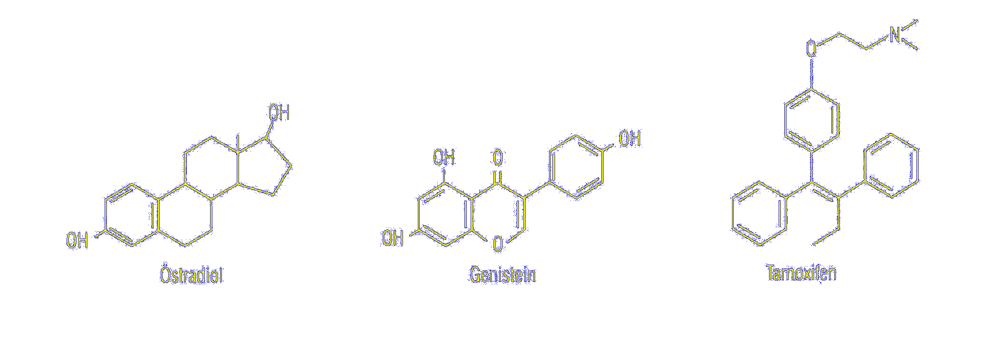 O
N
OH
OH
OH
O
OH
OH
O
Östradiol
Genistein
Tamoxifen